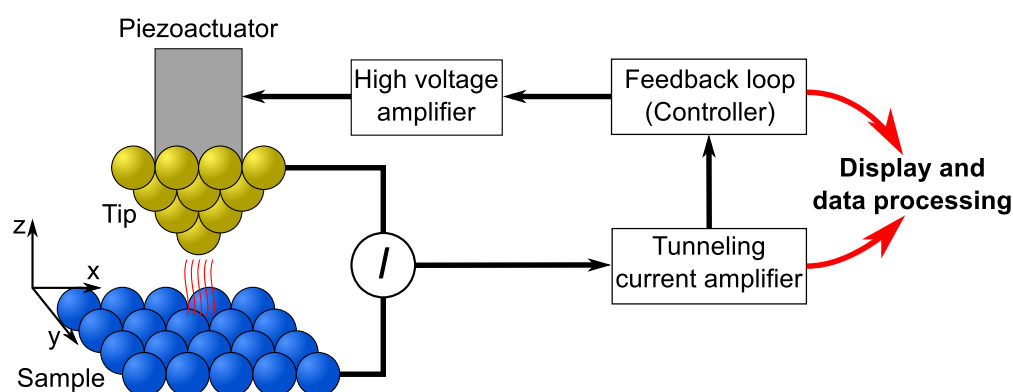 Piezoactuator
High voltage
amplifier
Feedback loop
(Controller)
Display and
data processing
Tip
z
x
y
I
Tunneling
current amplifier
Sample